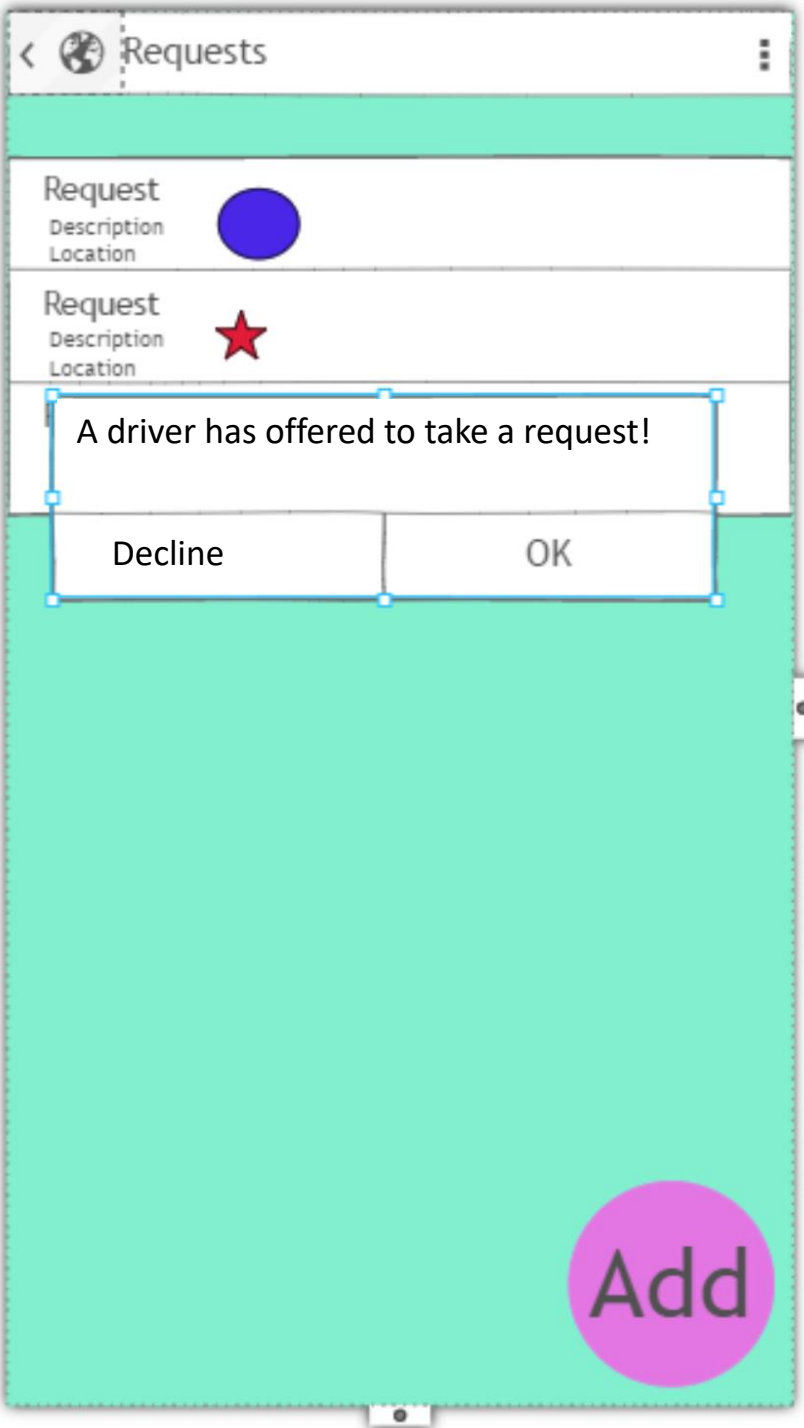 Requests
Request
Description
Location
Request
Description
Location
A driver has offered to take a request!
Decline
OK
Add